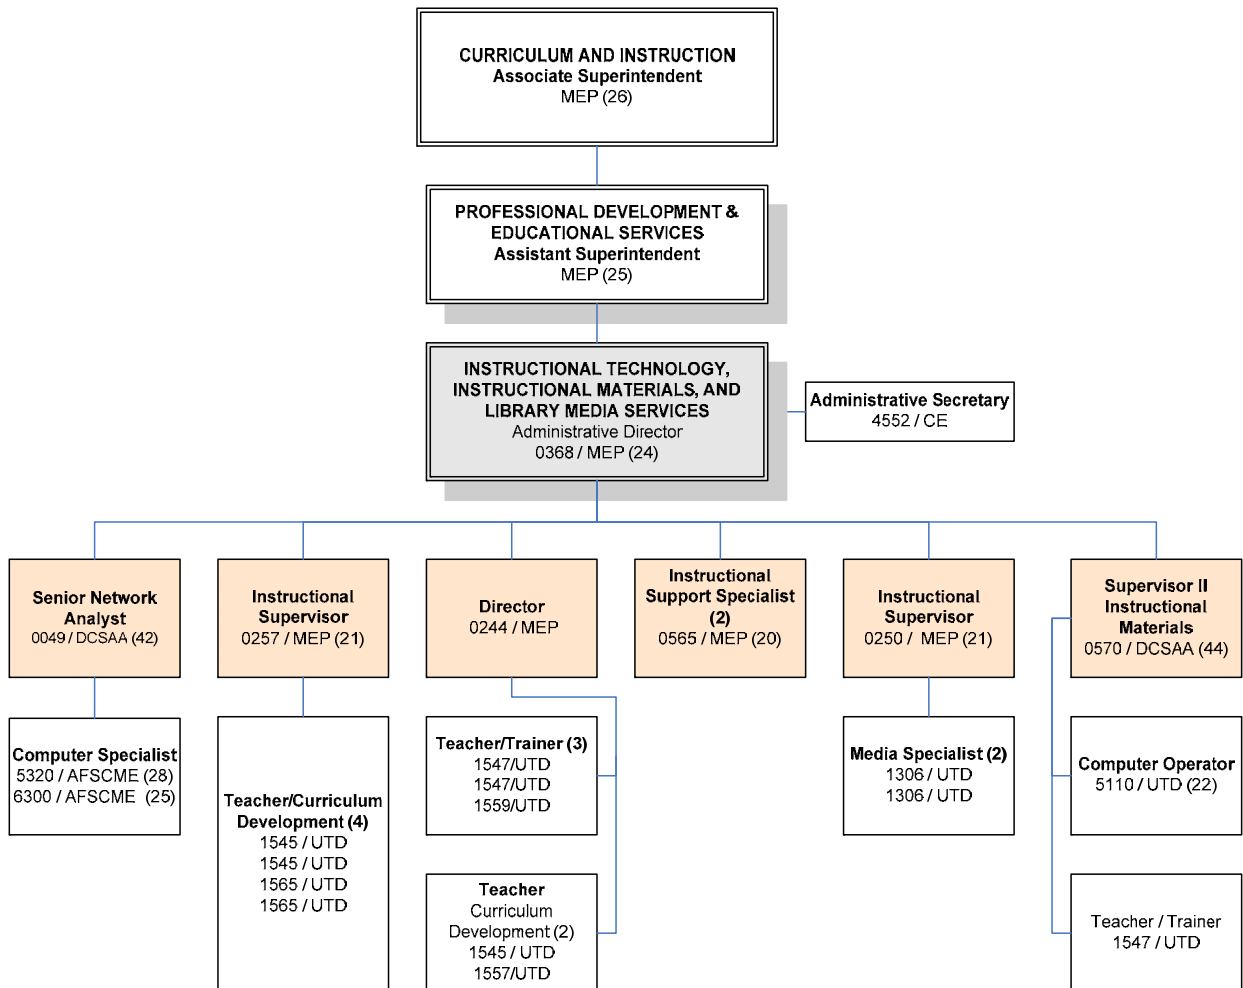 CURRICULUM AND INSTRUCTION
Associate Superintendent
MEP (26)
PROFESSIONAL DEVELOPMENT &
EDUCATIONAL SERVICES
Assistant Superintendent
MEP (25)
INSTRUCTIONAL TECHNOLOGY,
INSTRUCTIONAL MATERIALS, AND
LIBRARY MEDIA SERVICES
Administrative Director
0368 / MEP (24)
Administrative Secretary
4552 / CE
Senior Network
Analyst
0049 / DCSAA (42)
Instructional
Supervisor
0257 / MEP (21)
Director
0244 / MEP
Instructional
Support Specialist
(2)
0565 / MEP (20)
Instructional
Supervisor
0250 / MEP (21)
Supervisor II
Instructional
Materials
0570 / DCSAA (44)
Computer Specialist
5320 / AFSCME (28)
6300 / AFSCME (25)
Teacher/Curriculum
Development (4)
1545 / UTD
1545 / UTD
1565 / UTD
1565 / UTD
Teacher/Trainer (3)
1547/UTD
1547/UTD
1559/UTD
Teacher
Curriculum
Development (2)
1545 / UTD
1557/UTD
Media Specialist (2)
1306 / UTD
1306 / UTD
Computer Operator
5110 / UTD (22)
Teacher / Trainer
1547 / UTD